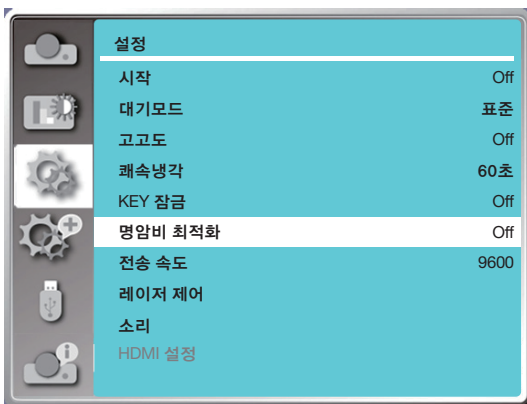 설정
시작 Off
대기모드 표준
고고도 Off
쾌속냉각 60초
KEY 잠금 Off
명암비 최적화 Off
전송 속도 9600
레이저 제어
소리
HDMI 설정